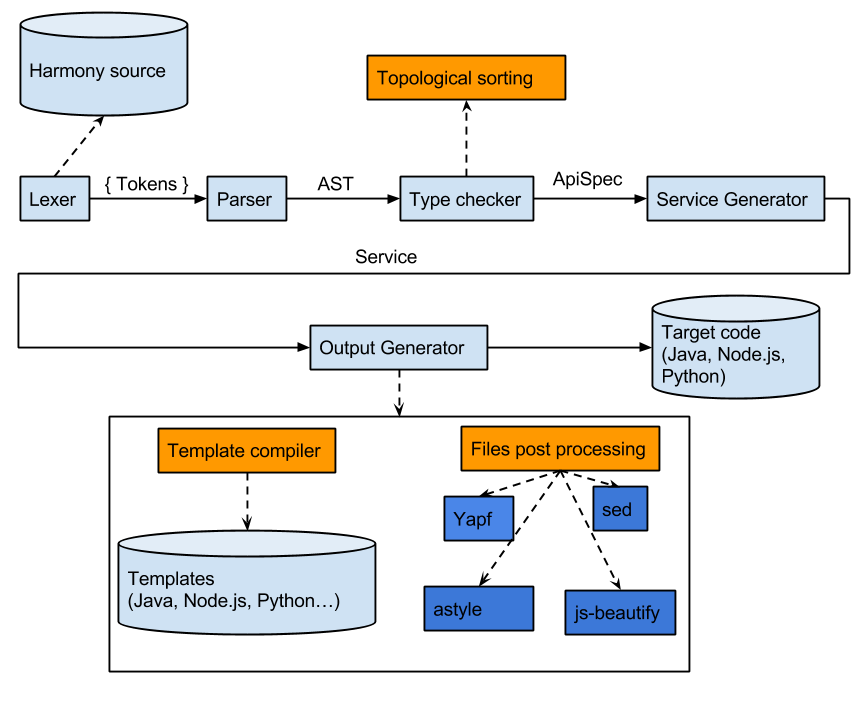 Harmony source
Topological sorting
Lexer
{ Tokens }
Parser
AST
Type checker
ApiSpec
Service Generator
Service
Output Generator
Target code
(Java, Node.js,
Python)
Template compiler
Files post processing
Yapf
sed
Templates
(Java, Node.js, Python…)
astyle
js-beautify